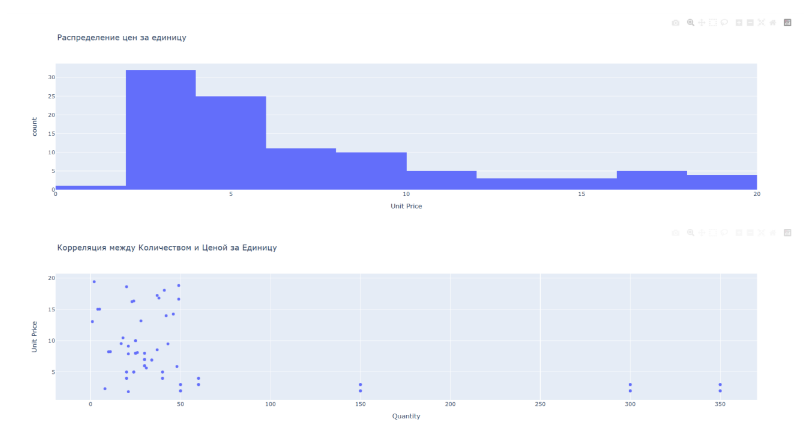 Распределение цен за единицу
30
25
20
15
10
5
0
count
0 5 10 15 20
Unit Price
Корреляция между Количеством и Ценой за Единицу
20
15
10
5
Unit Price
0 50 100 150 200 250 300 350
Quantity